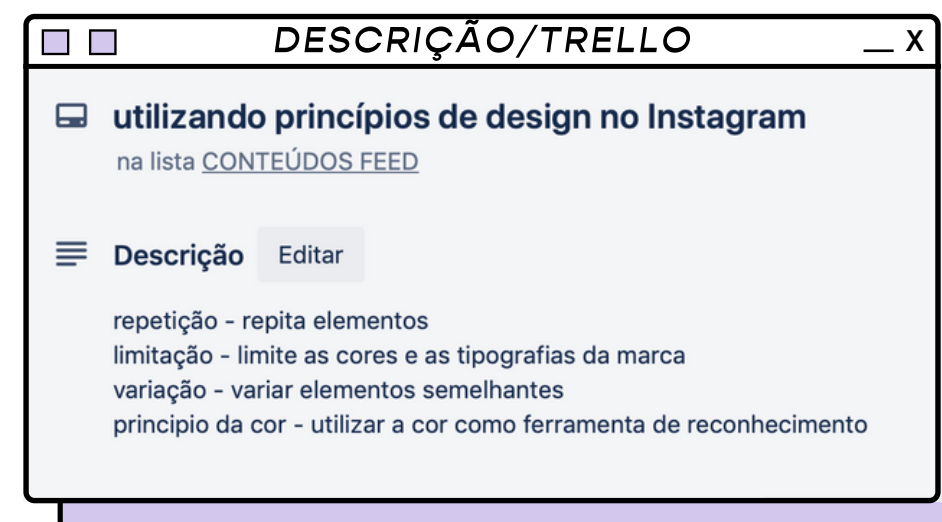 DESCRIÇÃO/TRELLO
_ X
utilizando princípios de design no Instagram
na lista CONTEÚDOS FEED
Descrição Editar
repetição - repita elementos
limitação - limite as cores e as tipografias da marca
variação - variar elementos semelhantes
principio da cor - utilizar a cor como ferramenta de reconhecimento